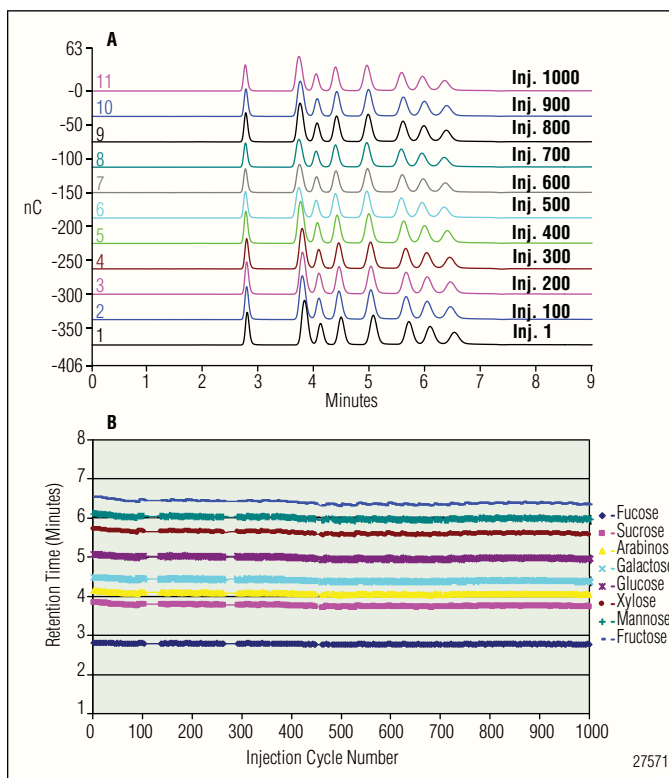 A
63
-0
-50
-100
-150
-200
-250
-300
-350
-406
nC
11 Inj. 1000
10 Inj. 900
9 Inj. 800
8 Inj. 700
7 Inj. 600
6 Inj. 500
5 Inj. 400
4 Inj. 300
3 Inj. 200
2 Inj. 100
1 Inj. 1
0 1 2 3 4 5 6 7 8 9
Minutes
B
8
7
6
5
4
3
2
1
Retention Time (Minutes)
0 100 200 300 400 500 600 700 800 900 1000
Injection Cycle Number
Fucose
Sucrose
Arabinos
Galactose
Glucose
Xylose
Mannose
Fructose
27571